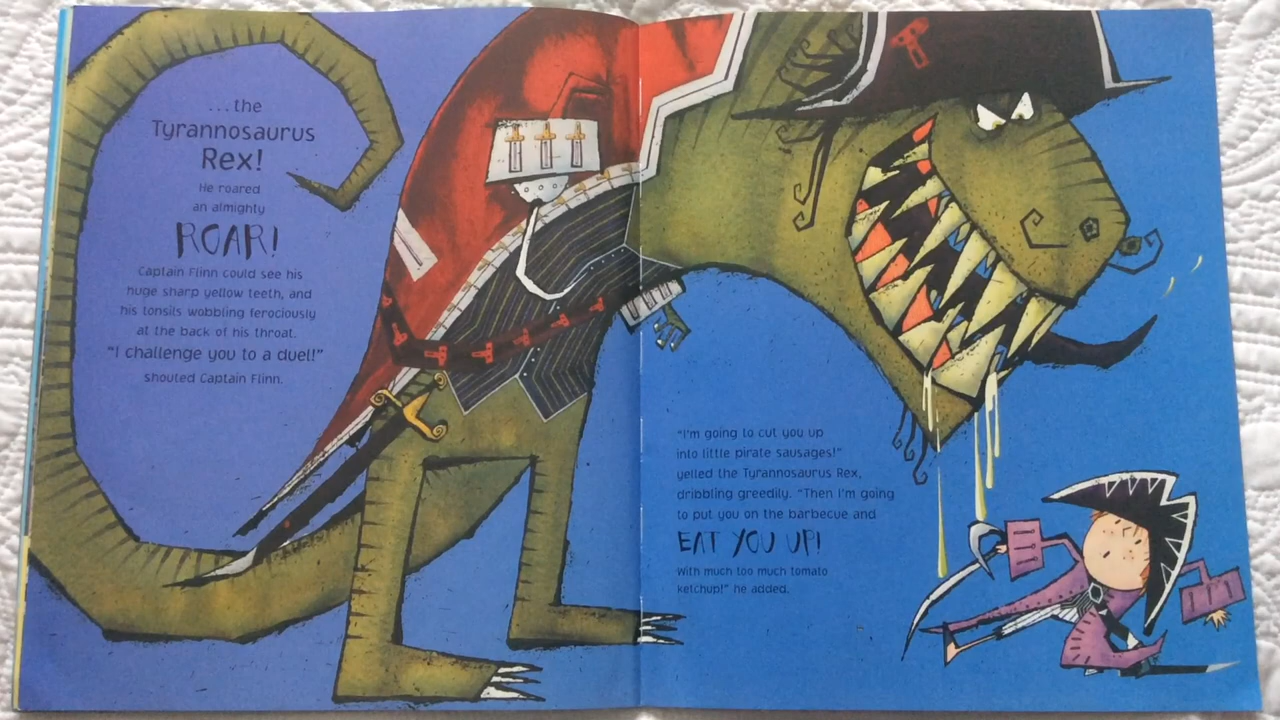 ...the
Tyrannosaurus
Rex!
He roared
an almighty
ROAR!
Captain Flinn could see his
huge sharp yellow teeth, and
his tonsils wobbling ferociously
at the back of his throat.
"I challenge you to a duel!"
shouted Captain Flinn.
"I'm going to cut you up
into little pirate sausages!"
yelled the Tyrannosaurus Rex,
dribbling greedily. "Then I'm going
to put you on the barbecue and
EAT YOU UP!
With much too much tomato
ketchup!" he added.